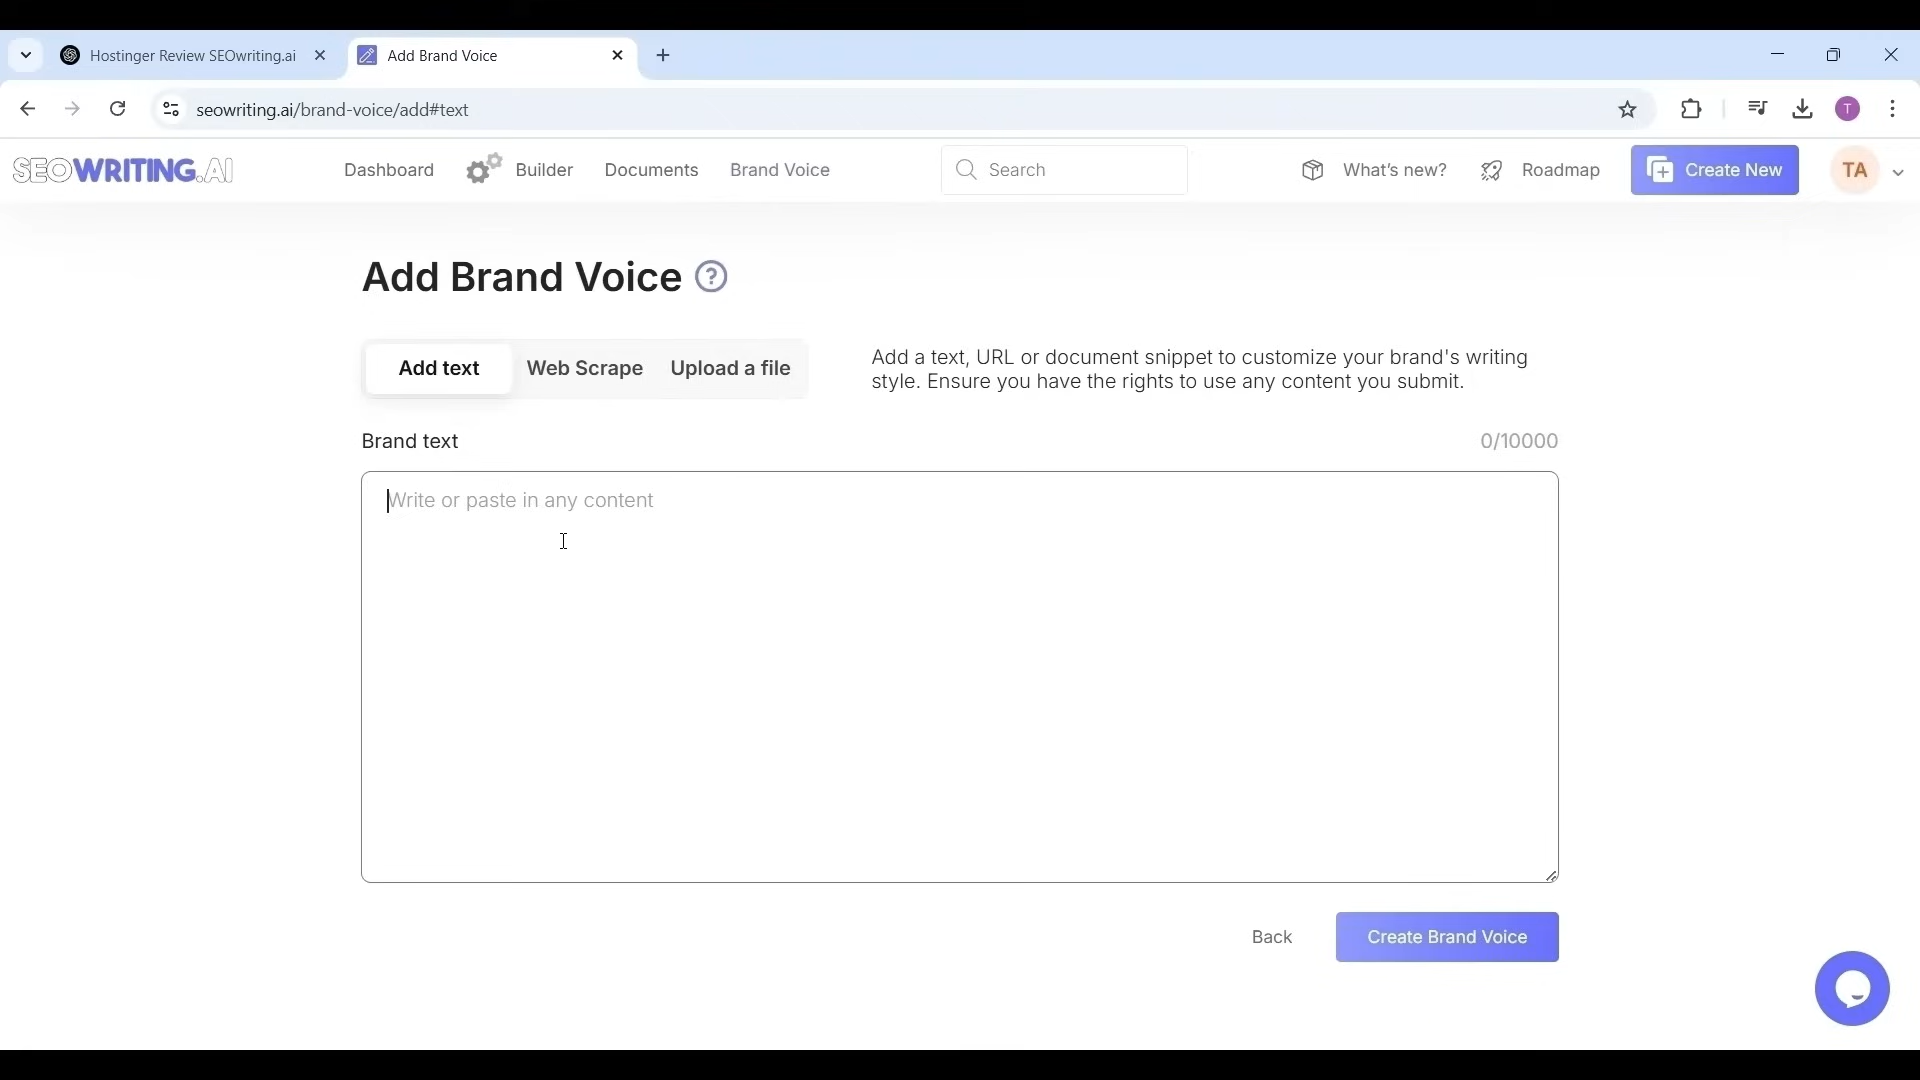 Hostinger Review SEOwriting.ai
Add Brand Voice
seowriting.ai/brand-voice/add#text
T
SEOWRITING.AI
Dashboard
Builder
Documents
Brand Voice
Search
What's new?
Roadmap
Create New
TA
Add Brand Voice ?
Add text
Web Scrape
Upload a file
Add a text, URL or document snippet to customize your brand's writing
style. Ensure you have the rights to use any content you submit.
Brand text
0/10000
Write or paste in any content
Back
Create Brand Voice